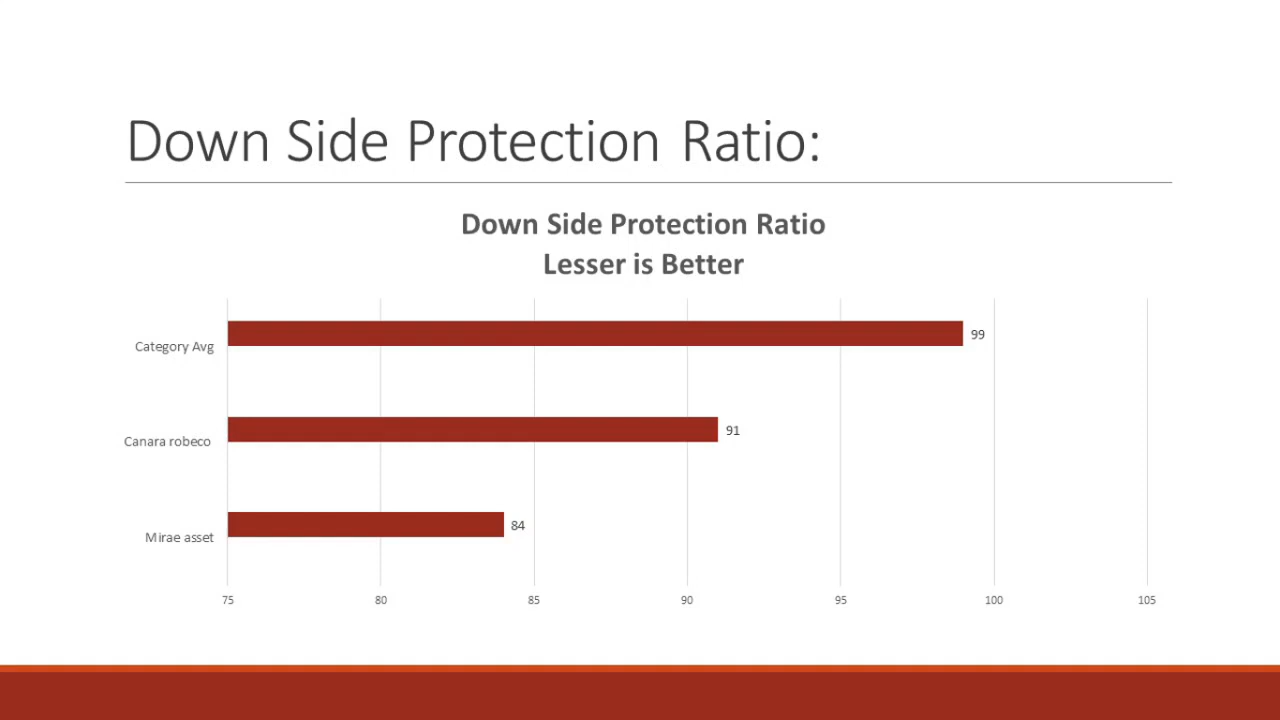 Down Side Protection Ratio:
Down Side Protection Ratio
Lesser is Better
Category Avg
99
Canara robeco
91
Mirae asset
84
75 80 85 90 95 100 105